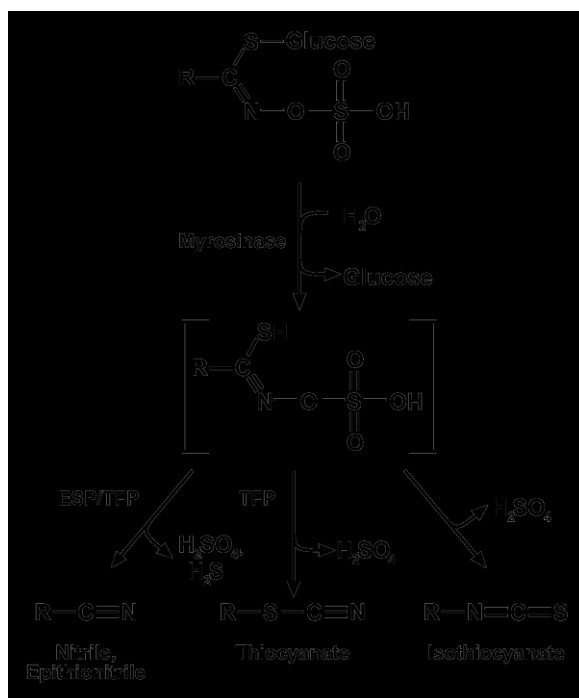 S—Glucose
O
R—C
N—O—S—OH
O
H₂O
Myrosinase
Glucose
SH
O
R—C
N—O—S—OH
O
ESP/TFP
TFP
H₂SO₄
H₂SO₄,
H₂S
H₂SO₄
R—C≡N
R—S—C≡N
R—N=C=S
Nitrile,
Epithionitrile
Thiocyanate
Isothiocyanate